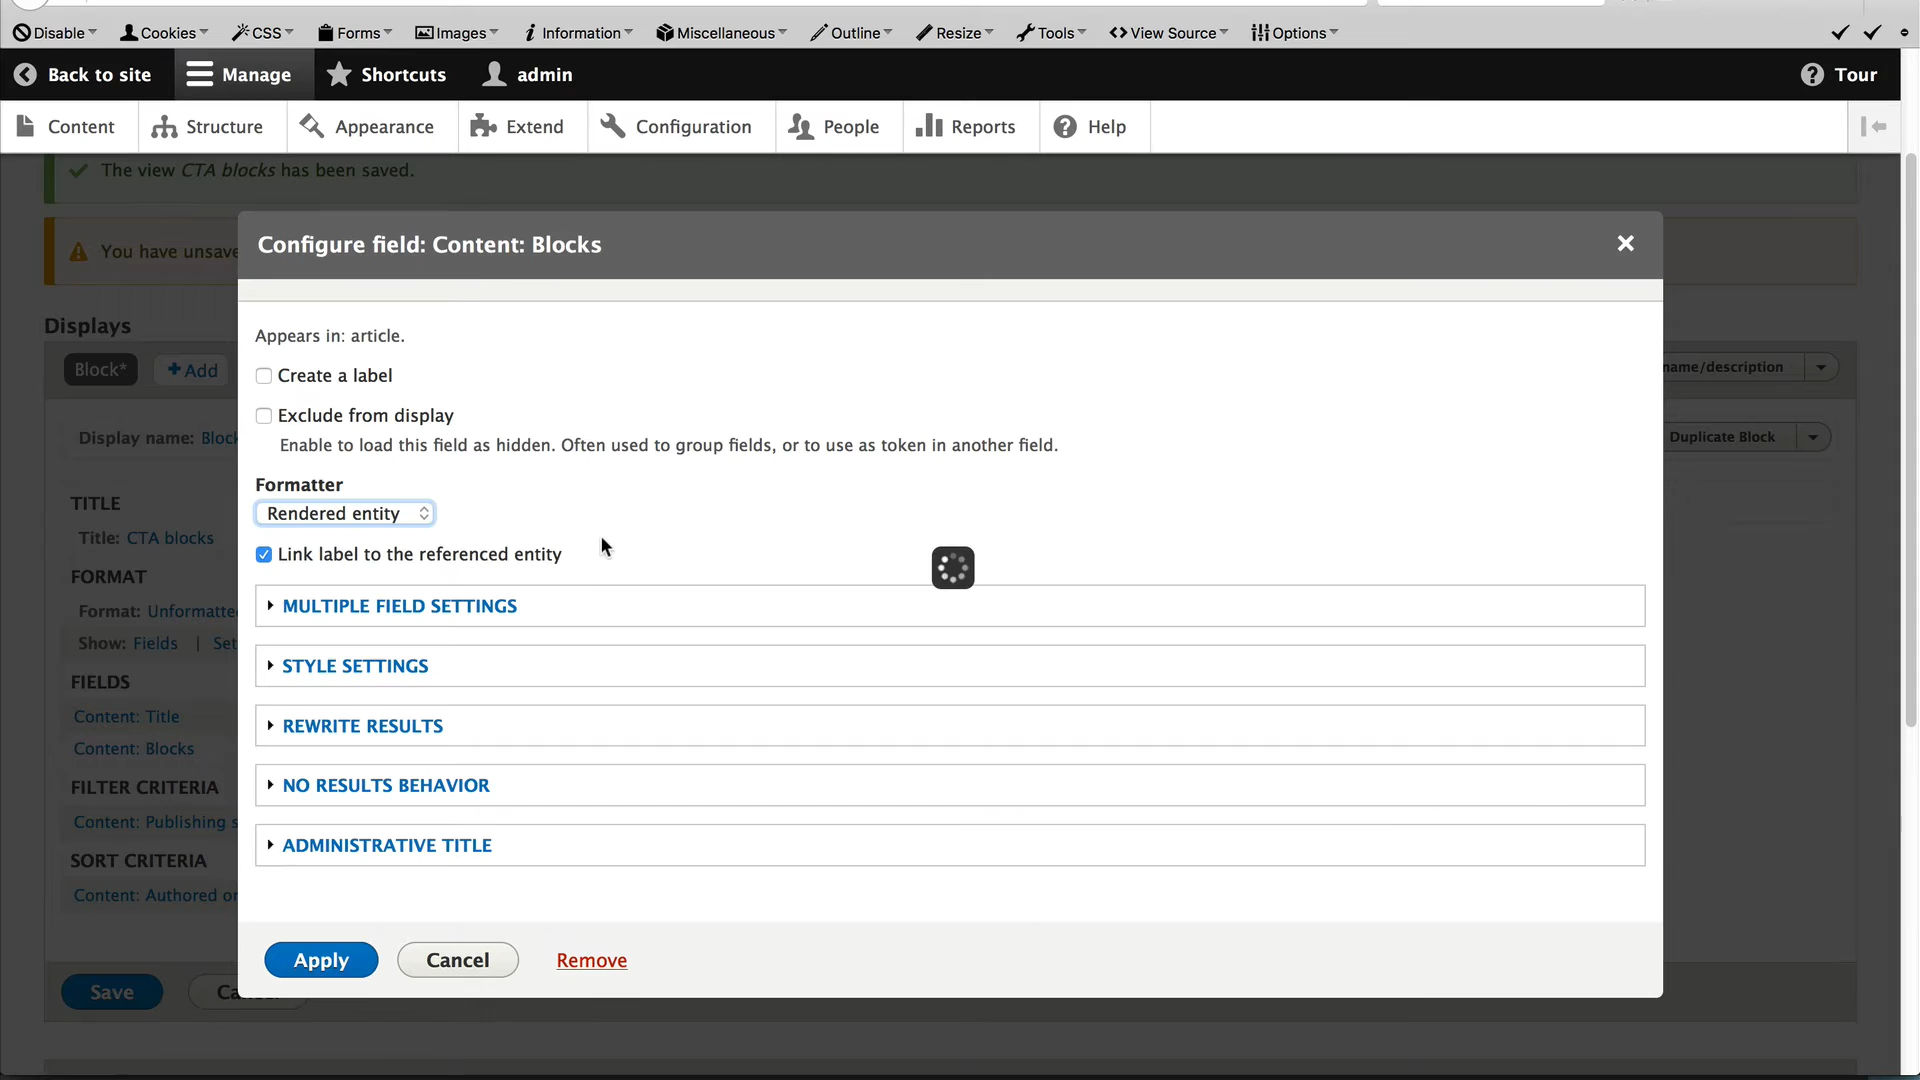 Disable Cookies CSS Forms Images Information Miscellaneous Outline Resize Tools View Source Options
Back to site Manage Shortcuts admin Tour
Content Structure Appearance Extend Configuration People Reports Help
The view CTA blocks has been saved.
You have unsave
Configure field: Content: Blocks
Displays
Block* Add
name/description
Display name: Block
Duplicate Block
TITLE
Title: CTA blocks
FORMAT
Format: Unformatted
Show: Fields | Set
FIELDS
Content: Title
Content: Blocks
FILTER CRITERIA
Content: Publishing s
SORT CRITERIA
Content: Authored on
Save
Appears in: article.
Create a label
Exclude from display
Enable to load this field as hidden. Often used to group fields, or to use as token in another field.
Formatter
Rendered entity
Link label to the referenced entity
MULTIPLE FIELD SETTINGS
STYLE SETTINGS
REWRITE RESULTS
NO RESULTS BEHAVIOR
ADMINISTRATIVE TITLE
Apply Cancel Remove